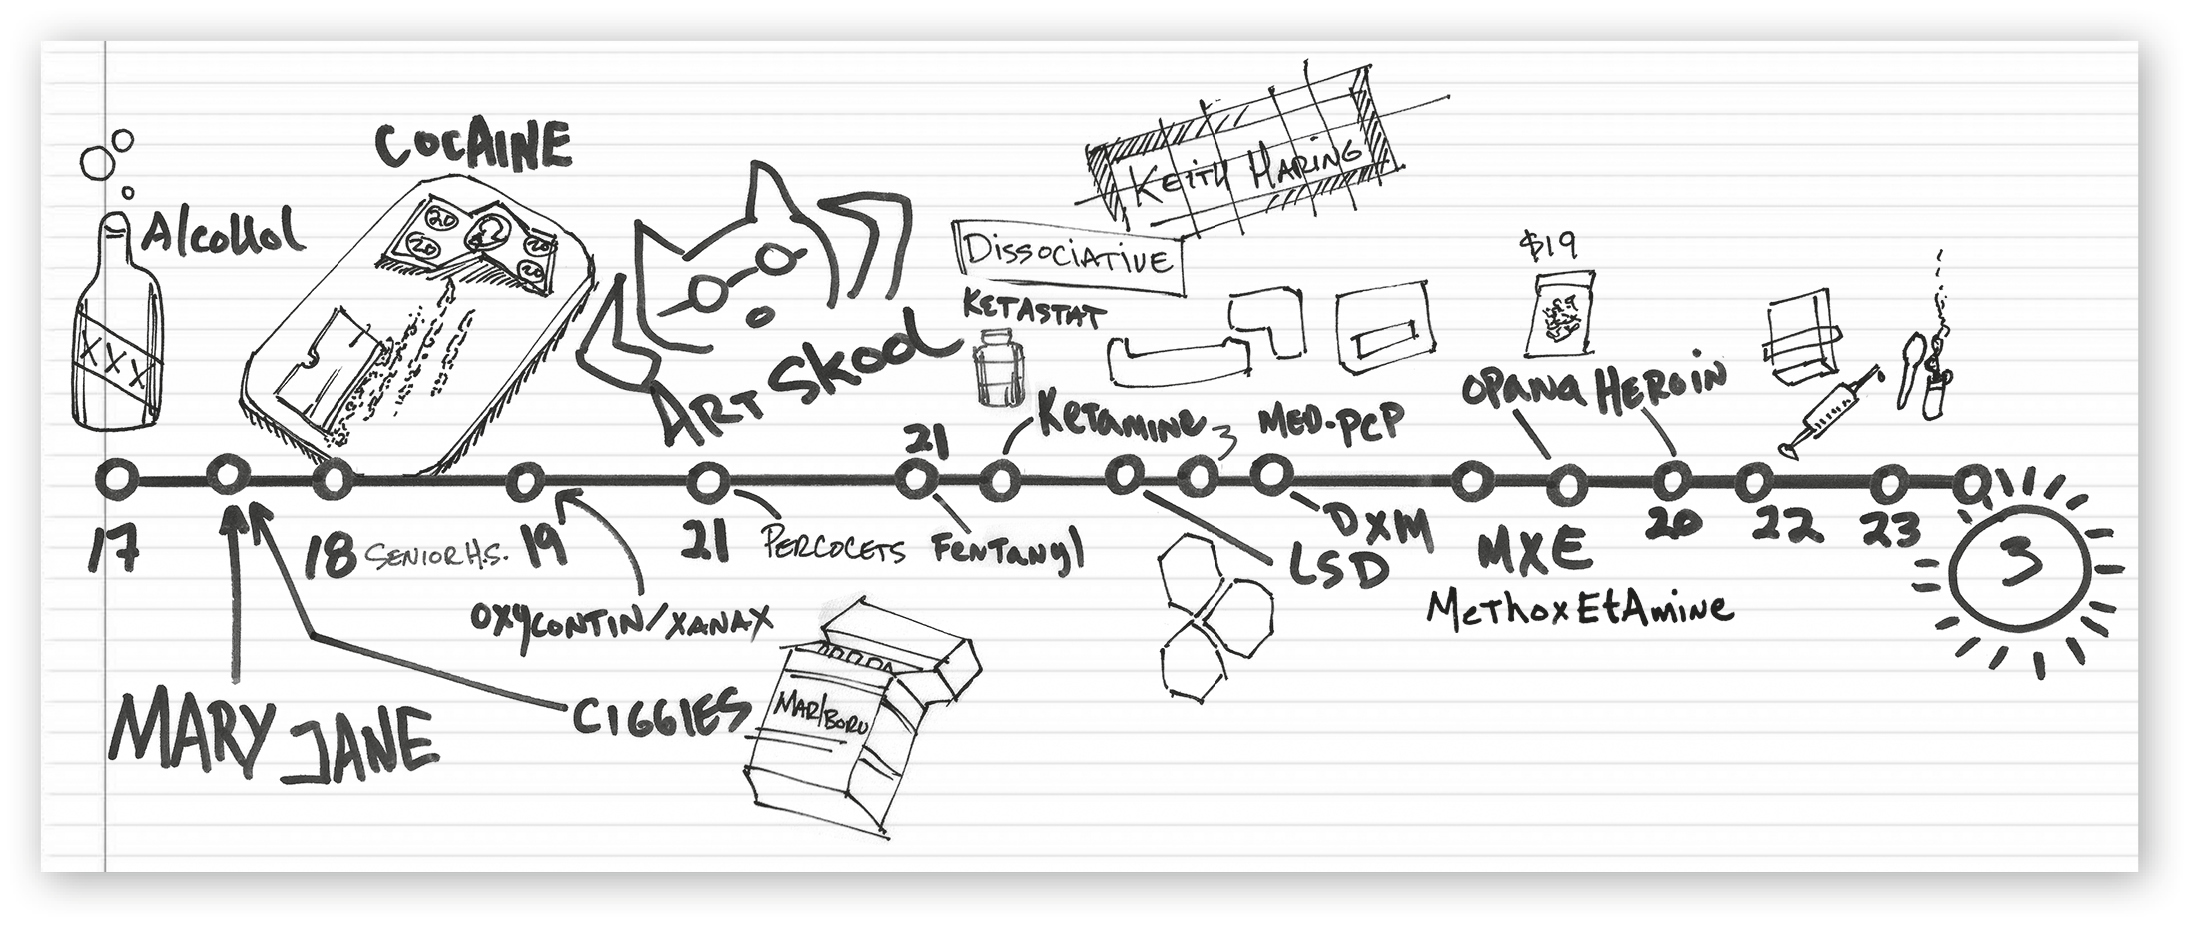 COCAINE
Alcohol
20 20
20 20
XXX
KEITH HARING
DISSOCIATIVE
KETASTAT
ART SKOOL
$19
OPANA HEROIN
KETAMINE 3 MED-PCP
21
17
18 SENIOR H.S. 19
21 PERCOCETS FENTANyl
DXM
LSD
MXE
METHOXETAMINE
20 22 23
3
OXYCONTIN/XANAX
MARY JANE
CIGGIES
MARlBORO